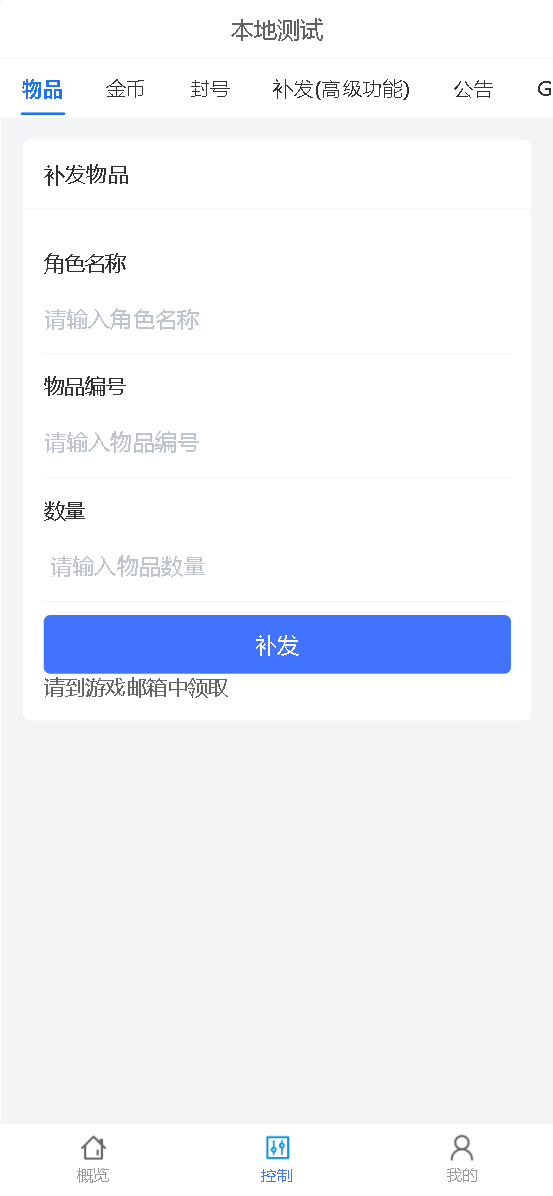 本地测试
物品 金币 封号 补发(高级功能) 公告 G
补发物品
角色名称
请输入角色名称
物品编号
请输入物品编号
数量
请输入物品数量
补发
请到游戏邮箱中领取
概览 控制 我的